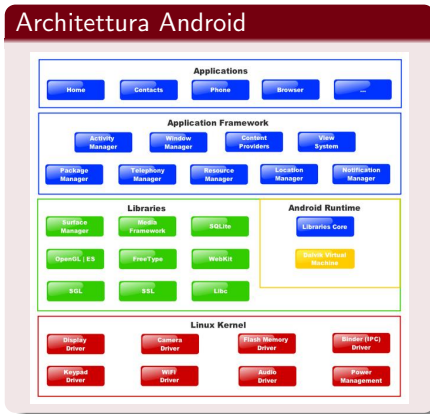 Architettura Android
Applications
Home
Contacts
Phone
Browser
...
Application Framework
Activity
Manager
Window
Manager
Content
Providers
View
System
Package
Manager
Telephony
Manager
Resource
Manager
Location
Manager
Notification
Manager
Libraries
Surface
Manager
Media
Framework
SQLite
OpenGL | ES
FreeType
WebKit
SGL
SSL
Libc
Android Runtime
Libraries Core
Dalvik Virtual
Machine
Linux Kernel
Display
Driver
Camera
Driver
Flash Memory
Driver
Binder (IPC)
Driver
Keypad
Driver
WiFi
Driver
Audio
Driver
Power
Management